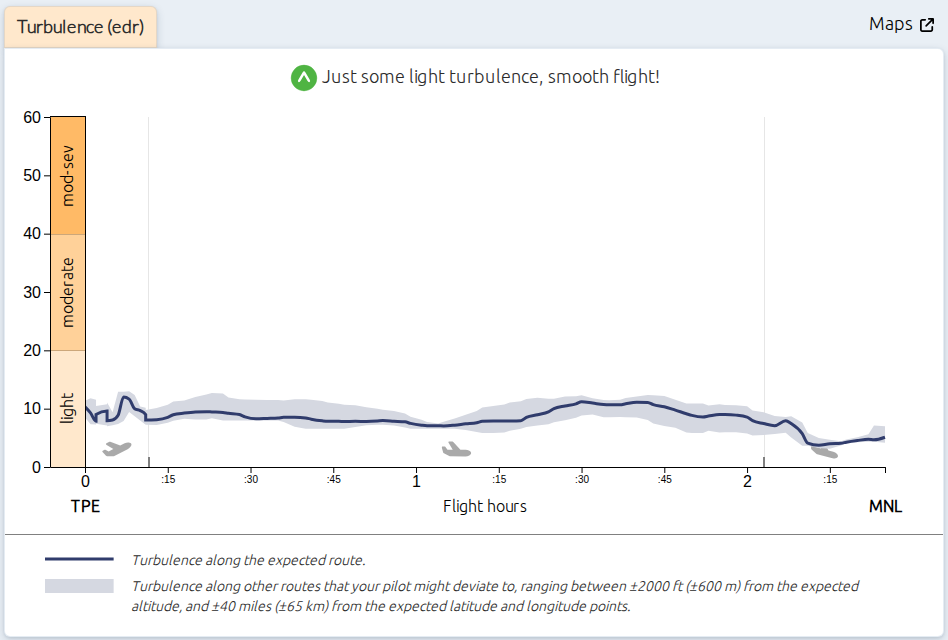 Turbulence (edr)
Maps
Just some light turbulence, smooth flight!
60
50
40
30
20
10
0
mod-sev
moderate
light
0 :15 :30 :45 1 :15 :30 :45 2 :15
TPE Flight hours MNL
Turbulence along the expected route.
Turbulence along other routes that your pilot might deviate to, ranging between ±2000 ft (±600 m) from the expected
altitude, and ±40 miles (±65 km) from the expected latitude and longitude points.